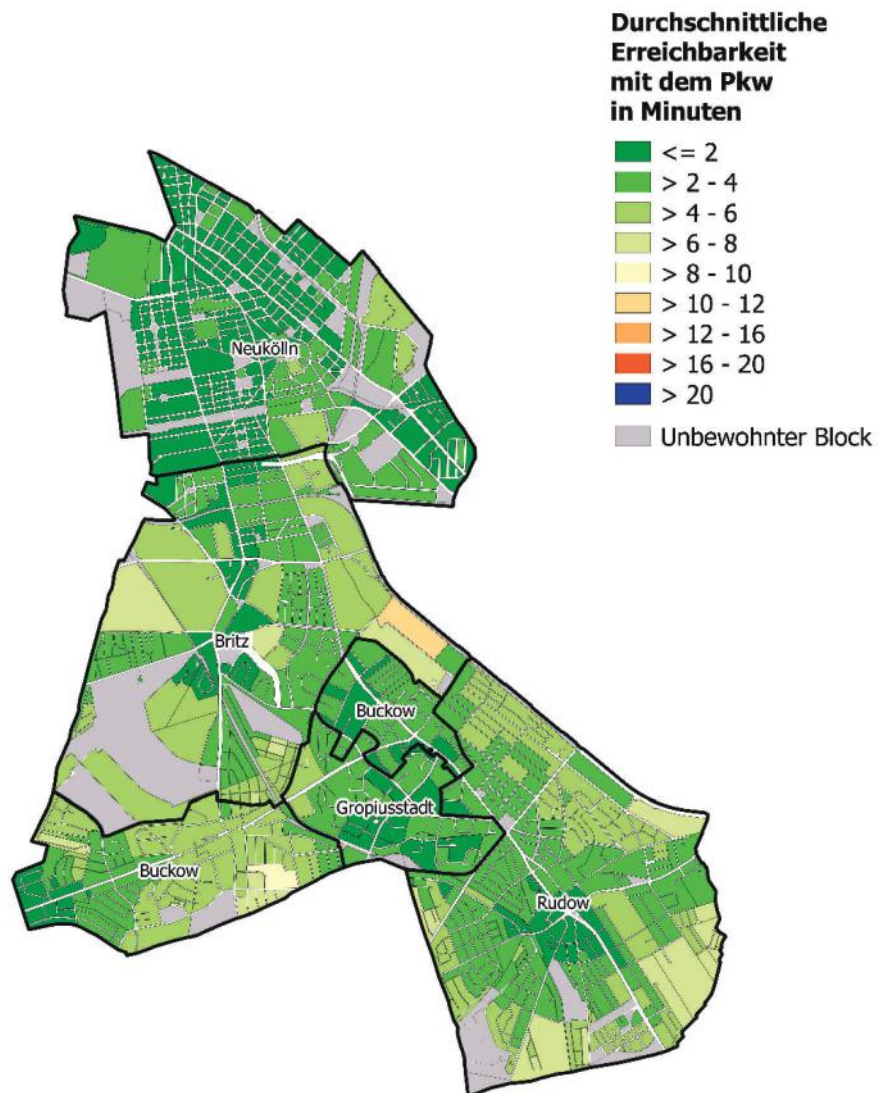 Durchschnittliche
Erreichbarkeit
mit dem Pkw
in Minuten
<= 2
> 2 - 4
> 4 - 6
> 6 - 8
> 8 - 10
> 10 - 12
> 12 - 16
> 16 - 20
> 20
Unbewohnter Block
Neukölln
Britz
Buckow
Gropiusstadt
Buckow
Rudow